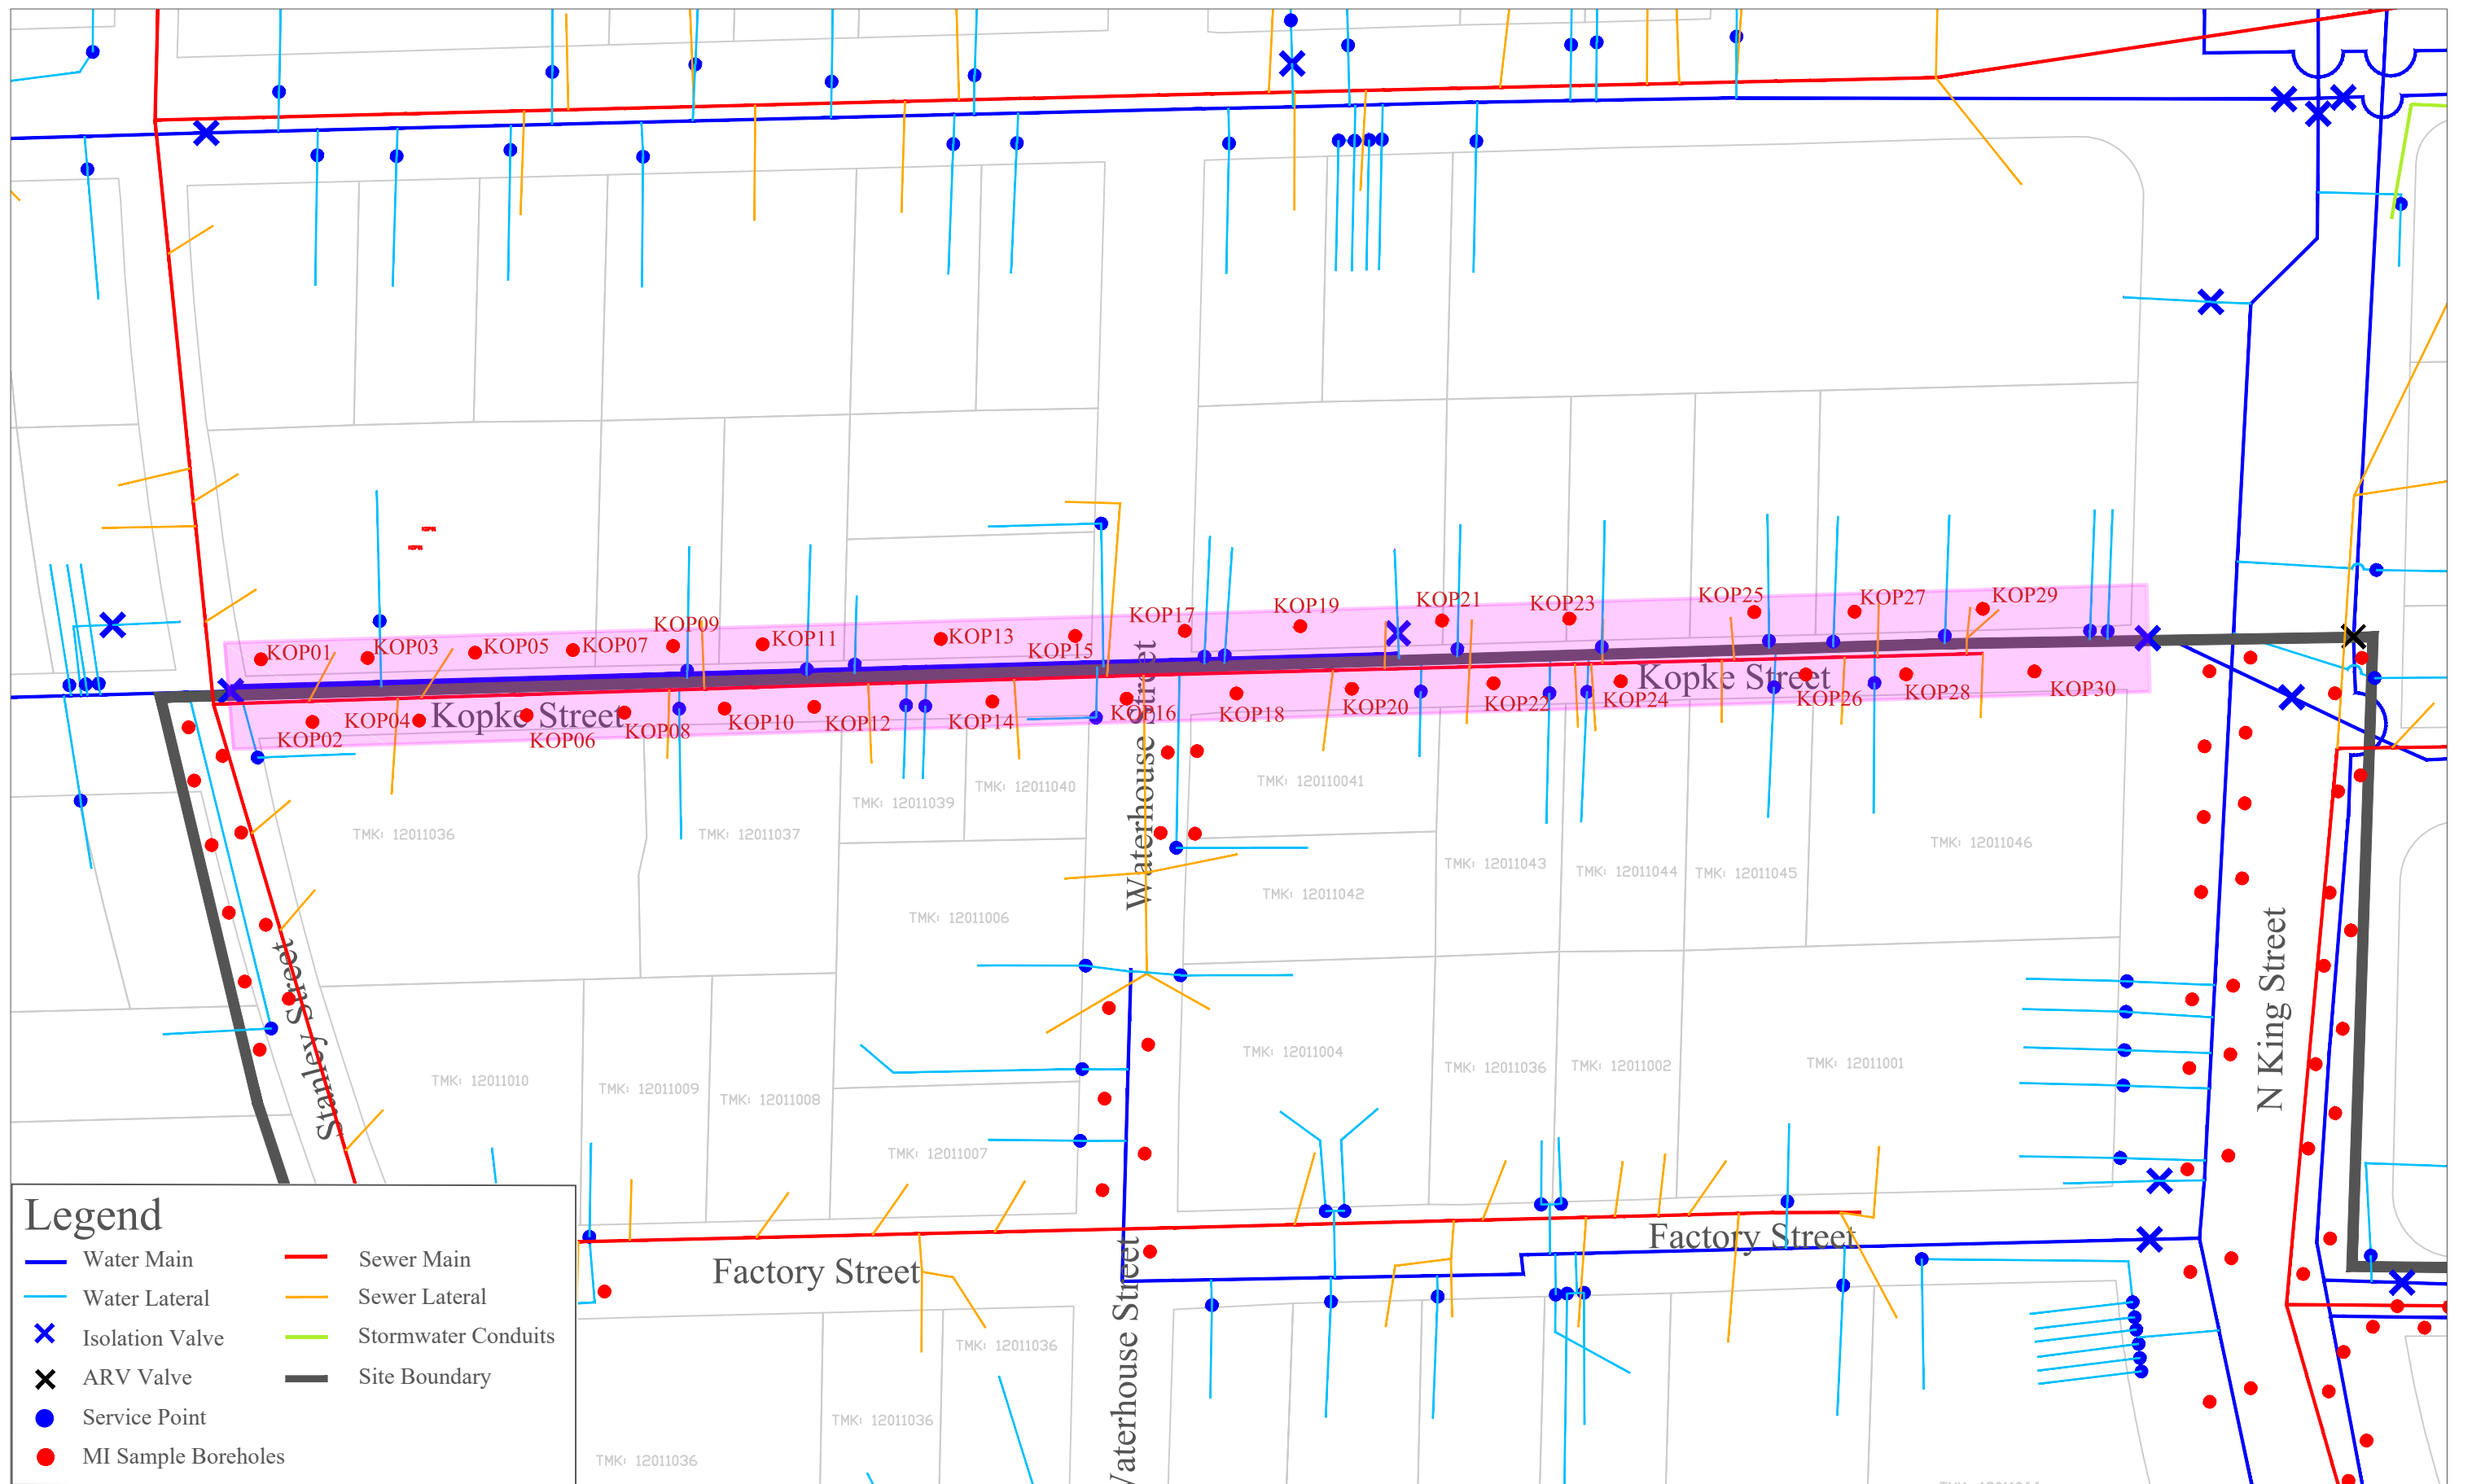 KOP01
KOP01
KOP01
KOP03
KOP05
KOP07
KOP09
KOP11
KOP13
KOP15
KOP17
KOP19
KOP21
KOP23
KOP25
KOP27
KOP29
KOP02
KOP04
KOP06
KOP08
KOP10
KOP12
KOP14
KOP16
KOP18
KOP20
KOP22
KOP24
KOP26
KOP28
KOP30
Kopke Street
Kopke Street
Waterhouse Street
TMK: 12011036
TMK: 12011037
TMK: 12011039
TMK: 12011040
TMK: 120110041
TMK: 12011042
TMK: 12011043
TMK: 12011044
TMK: 12011045
TMK: 12011046
TMK: 12011006
Stanley Street
N King Street
TMK: 12011010
TMK: 12011009
TMK: 12011008
TMK: 12011007
TMK: 12011004
TMK: 12011036
TMK: 12011002
TMK: 12011001
Factory Street
Factory Street
Waterhouse Street
TMK: 12011036
TMK: 12011036
TMK: 12011036
Legend
Water Main
Water Lateral
Isolation Valve
ARV Valve
Service Point
MI Sample Boreholes
Sewer Main
Sewer Lateral
Stormwater Conduits
Site Boundary